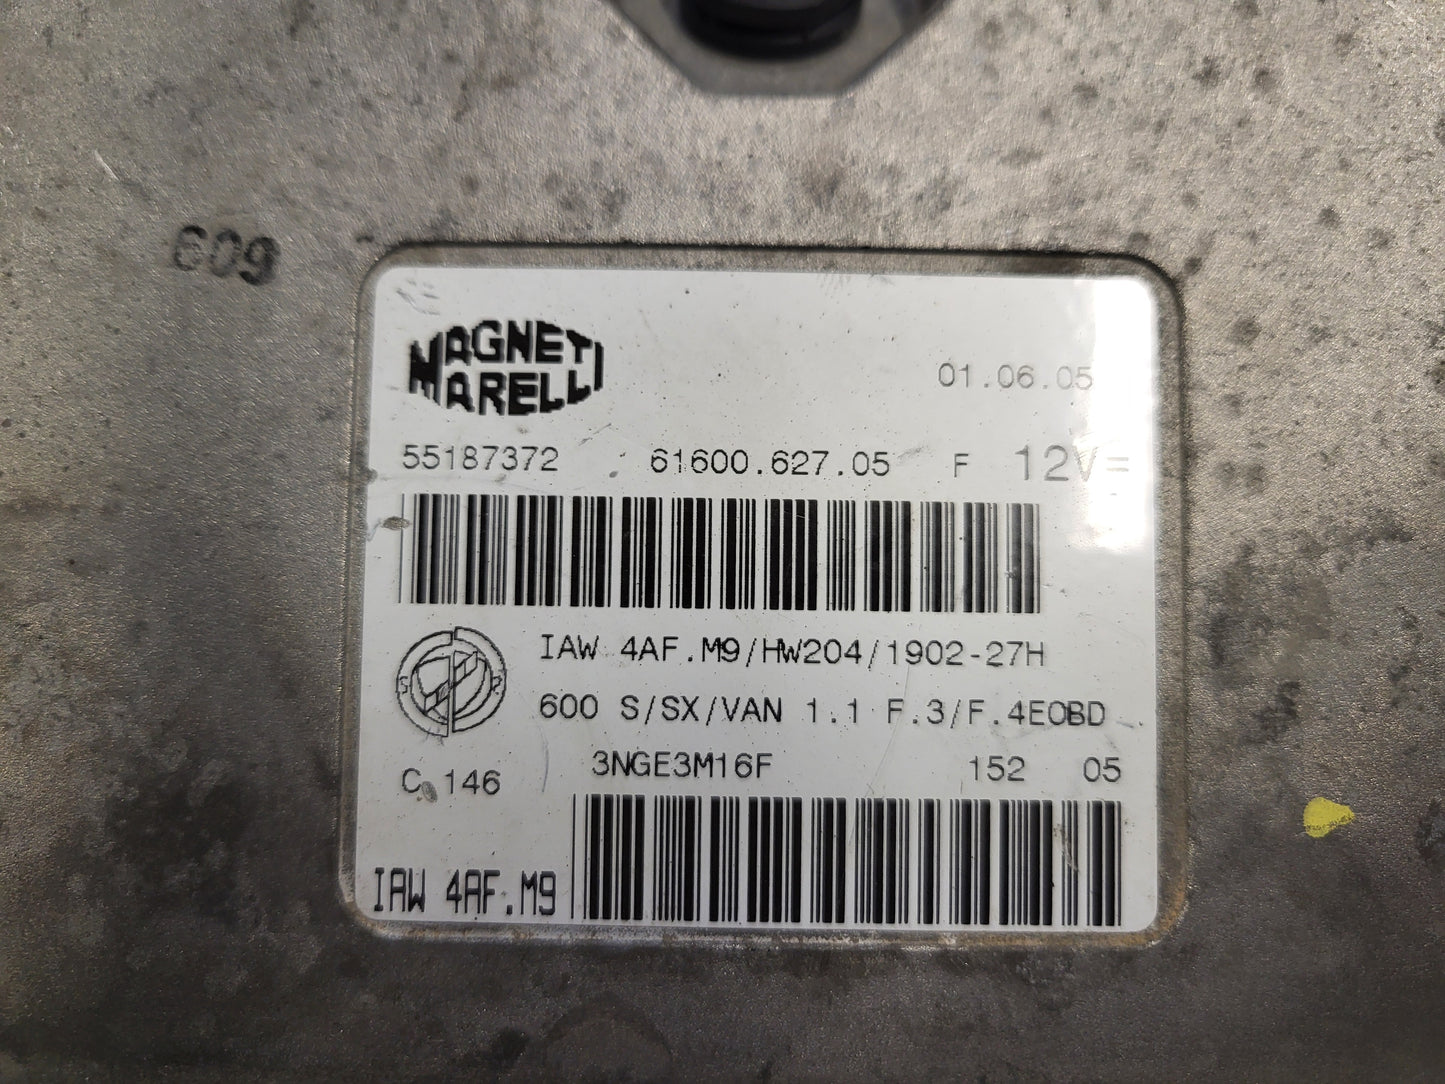 609
MAGNETI
MARELLI
01.06.05
55187372 61600.627.05 F 12V=
IAW 4AF.M9/HW204/1902-27H
600 S/SX/VAN 1.1 F.3/F.4EOBD
3NGE3M16F 152 05
C.146
IAW 4AF.M9